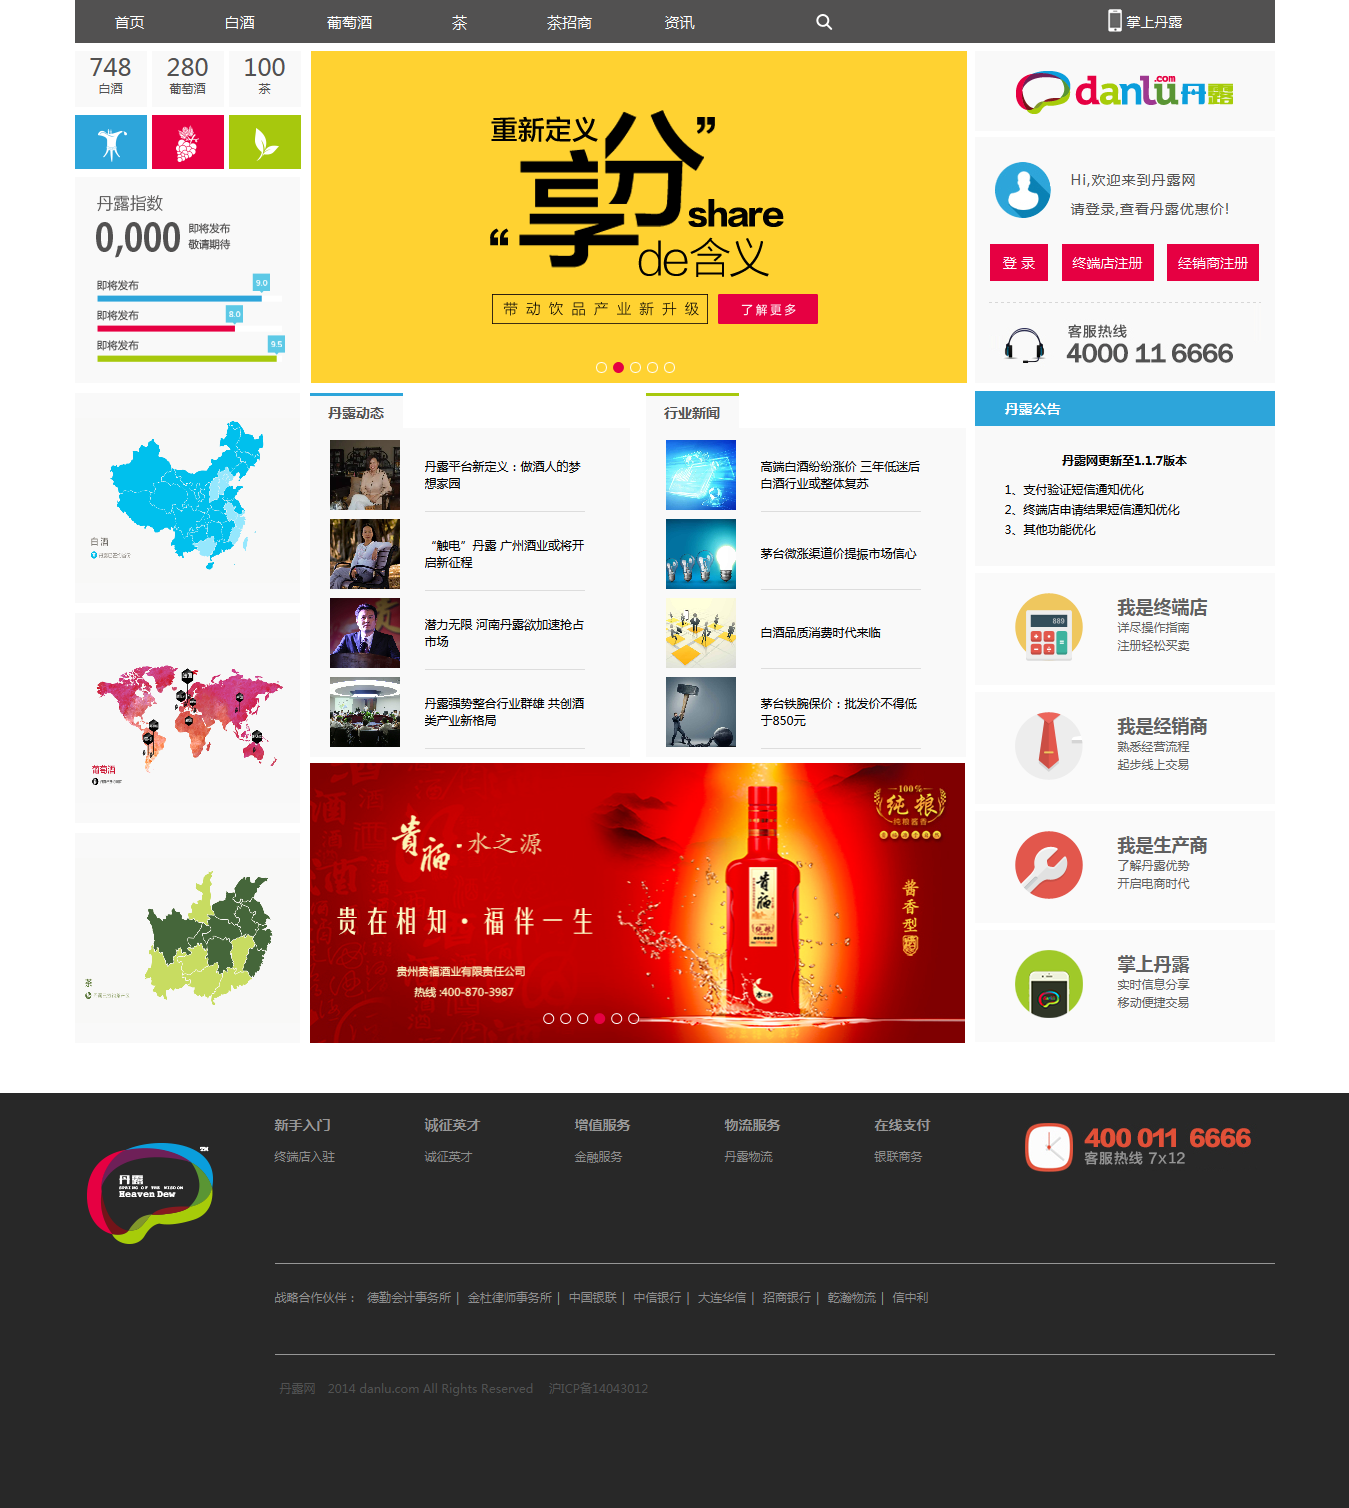 首页 白酒 葡萄酒 茶 茶招商 资讯 掌上丹露
748 280 100
白酒 葡萄酒 茶
丹露指数
0,000
即将发布
敬请期待
即将发布 9.0
即将发布 8.0
即将发布 9.5
重新定义
“享分”
share
de含义
带动饮品产业新升级
了解更多
danlu.com丹露
Hi,欢迎来到丹露网
请登录,查看丹露优惠价!
登 录 终端店注册 经销商注册
客服热线
4000 11 6666
白酒
葡萄酒
茶
丹露动态
丹露平台新定义：做酒人的梦
想家园
“触电”丹露 广州酒业或将开
启新征程
潜力无限 河南丹露欲加速抢占
市场
丹露强势整合行业群雄 共创酒
类产业新格局
行业新闻
高端白酒纷纷涨价 三年低迷后
白酒行业或整体复苏
茅台微涨渠道价提振市场信心
白酒品质消费时代来临
茅台铁腕保价：批发价不得低
于850元
丹露公告
丹露网更新至1.1.7版本
1、支付验证短信通知优化
2、终端店申请结果短信通知优化
3、其他功能优化
我是终端店
详尽操作指南
注册轻松买卖
我是经销商
熟悉经营流程
起步线上交易
我是生产商
了解丹露优势
开启电商时代
掌上丹露
实时信息分享
移动便捷交易
水之源
贵在相知·福伴一生
贵州贵福酒业有限责任公司
热线 :400-870-3987
100%
纯粮
纯粮酱香
酱香型
新手入门 诚征英才 增值服务 物流服务 在线支付
终端店入驻 诚征英才 金融服务 丹露物流 银联商务
400 011 6666
客服热线 7x12
TM
丹露
SPRING OF THE WISDOM
Heaven Dew
战略合作伙伴： 德勤会计事务所 | 金杜律师事务所 | 中国银联 | 中信银行 | 大连华信 | 招商银行 | 乾瀚物流 | 信中利
丹露网 2014 danlu.com All Rights Reserved 沪ICP备14043012